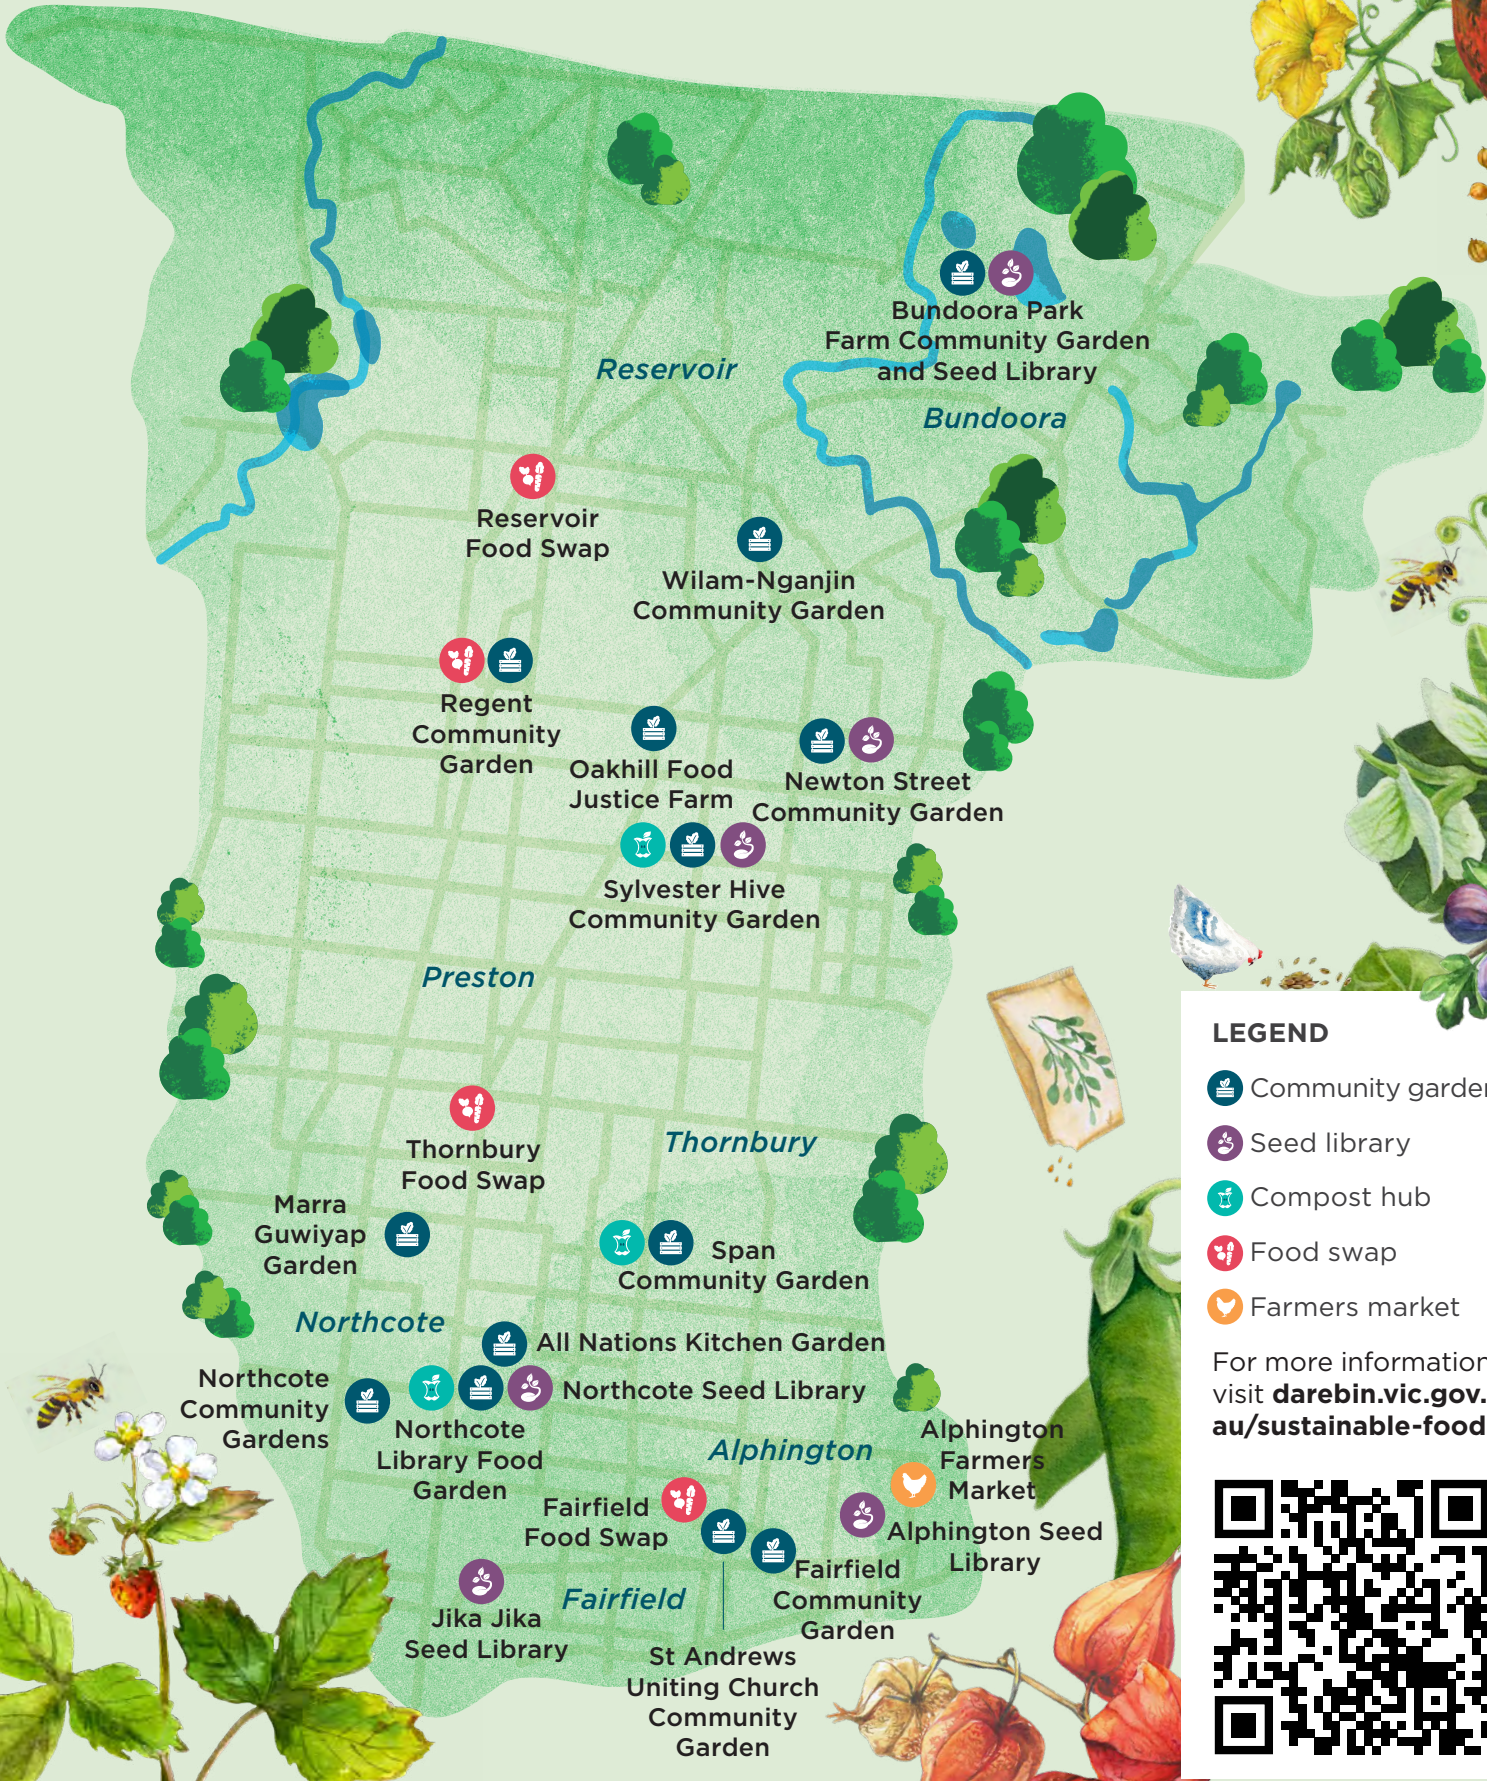 Bundoora Park
Farm Community Garden
and Seed Library
Reservoir
Bundoora
Reservoir
Food Swap
Wilam-Nganjin
Community Garden
Regent
Community
Garden
Oakhill Food
Justice Farm
Newton Street
Community Garden
Sylvester Hive
Community Garden
Preston
Thornbury
Food Swap
Thornbury
Marra
Guwiyap
Garden
Span
Community Garden
Northcote
All Nations Kitchen Garden
Northcote
Community
Gardens
Northcote Seed Library
Northcote
Library Food
Garden
Alphington
Alphington
Farmers
Market
Fairfield
Food Swap
Alphington Seed
Library
Fairfield
Community
Garden
Jika Jika
Seed Library
Fairfield
St Andrews
Uniting Church
Community
Garden
LEGEND
Community garden
Seed library
Compost hub
Food swap
Farmers market
For more information
visit darebin.vic.gov.
au/sustainable-food